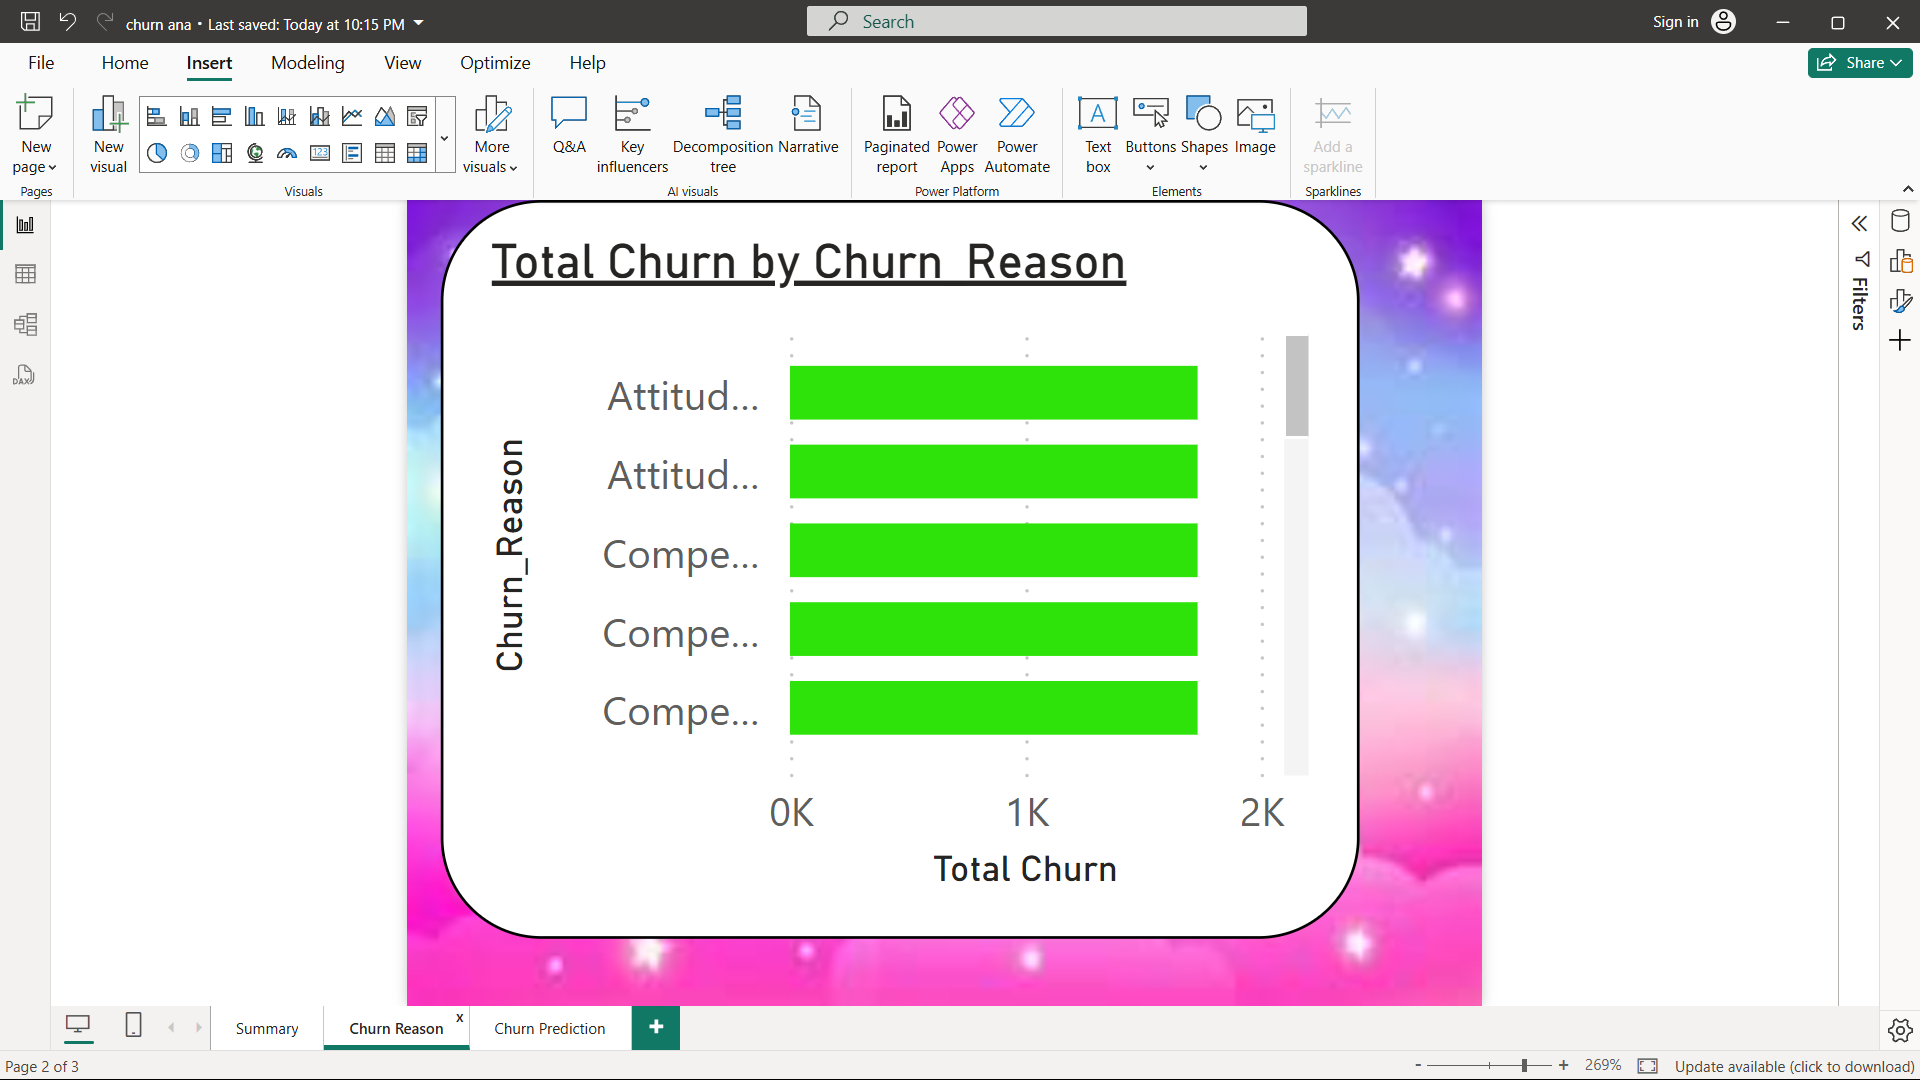 churn ana • Last saved: Today at 10:15 PM
Search
Sign in
File Home Insert Modeling View Optimize Help
Share
New page
New visual
More visuals
Q&A
Key influencers
Decomposition tree
Narrative
Paginated report
Power Apps
Power Automate
Text box
Buttons
Shapes
Image
Add a sparkline
Pages
Visuals
AI visuals
Power Platform
Elements
Sparklines
123
A
DAX
Filters
Total Churn by Churn_Reason
Churn_Reason
Attitud...
Attitud...
Compe...
Compe...
Compe...
0K 1K 2K
Total Churn
Summary
Churn Reason
x
Churn Prediction
+
Page 2 of 3
- + 269%
Update available (click to download)